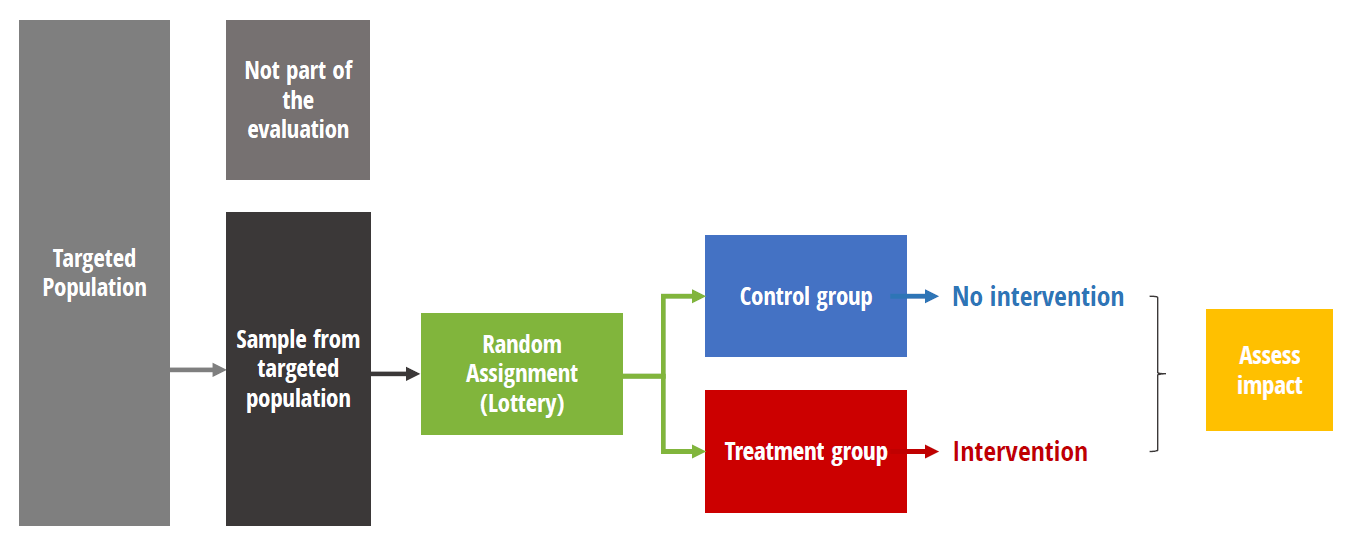 Targeted
Population
Not part of
the
evaluation
Sample from
targeted
population
Random
Assignment
(Lottery)
Control group
No intervention
Treatment group
Intervention
Assess
impact